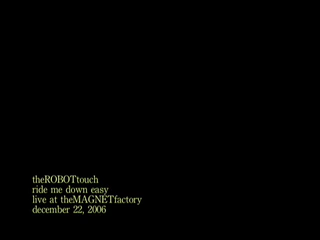 theROBOTtouch
ride me down easy
live at theMAGNETfactory
december 22, 2006